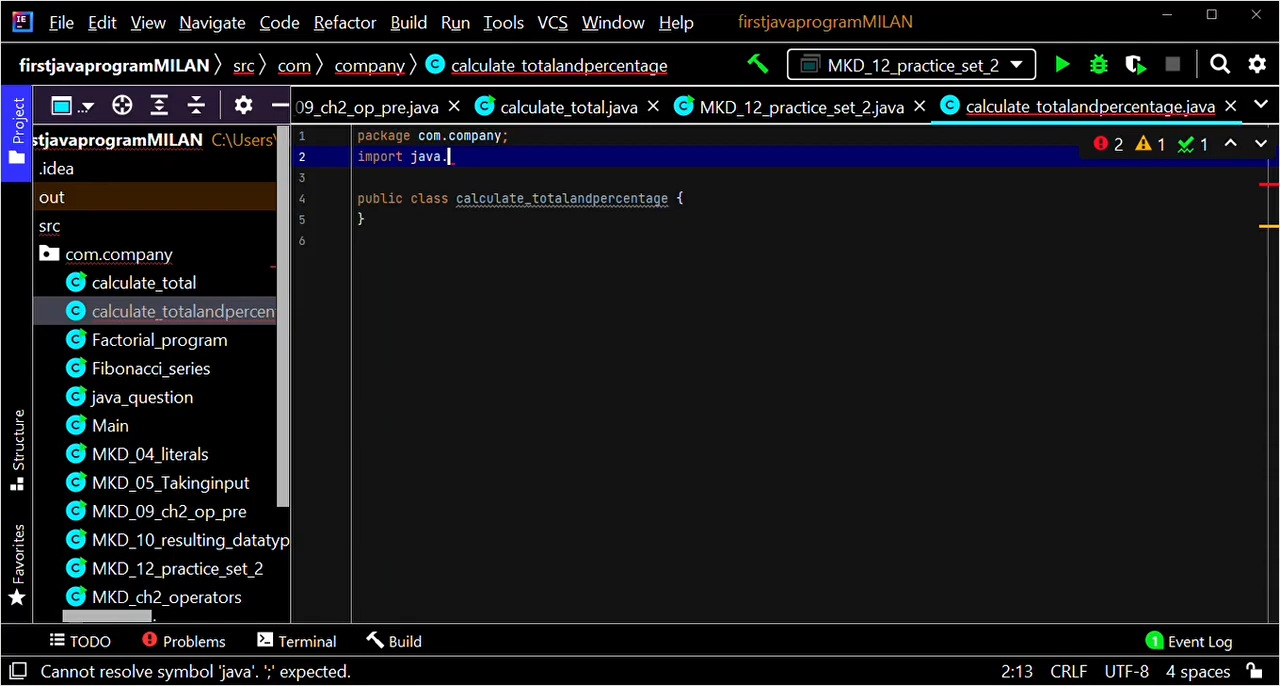 File Edit View Navigate Code Refactor Build Run Tools VCS Window Help firstjavaprogramMILAN
firstjavaprogramMILAN src com company calculate_totalandpercentage MKD_12_practice_set_2
09_ch2_op_pre.java calculate_total.java MKD_12_practice_set_2.java calculate_totalandpercentage.java
Project
Structure
Favorites
stjavaprogramMILAN C:\Users\
.idea
out
src
com.company
calculate_total
calculate_totalandpercen
Factorial_program
Fibonacci_series
java_question
Main
MKD_04_literals
MKD_05_Takinginput
MKD_09_ch2_op_pre
MKD_10_resulting_datatyp
MKD_12_practice_set_2
MKD_ch2_operators
1 package com.company;
2 import java.
3
4 public class calculate_totalandpercentage {
5 }
6
2 1 1
TODO Problems Terminal Build 1 Event Log
Cannot resolve symbol 'java'. ';' expected. 2:13 CRLF UTF-8 4 spaces